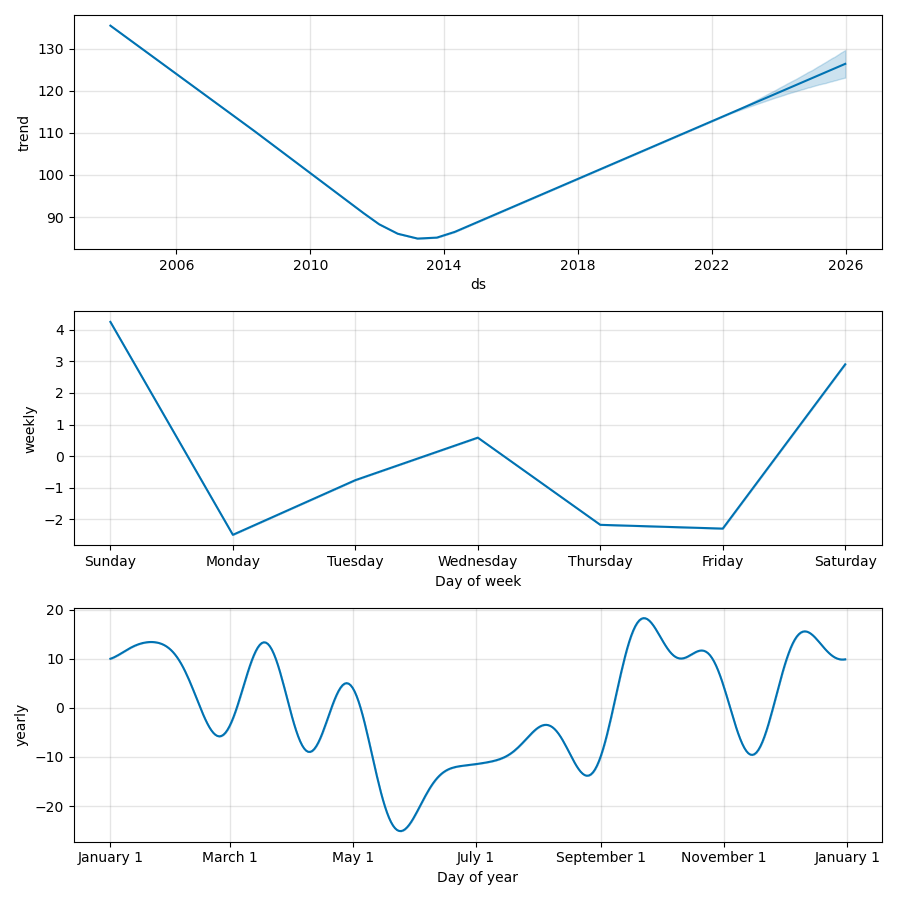 130
120
110
100
90
trend
2006 2010 2014 2018 2022 2026
ds
4
3
2
1
0
−1
−2
weekly
Sunday Monday Tuesday Wednesday Thursday Friday Saturday
Day of week
20
10
0
−10
−20
yearly
January 1 March 1 May 1 July 1 September 1 November 1 January 1
Day of year